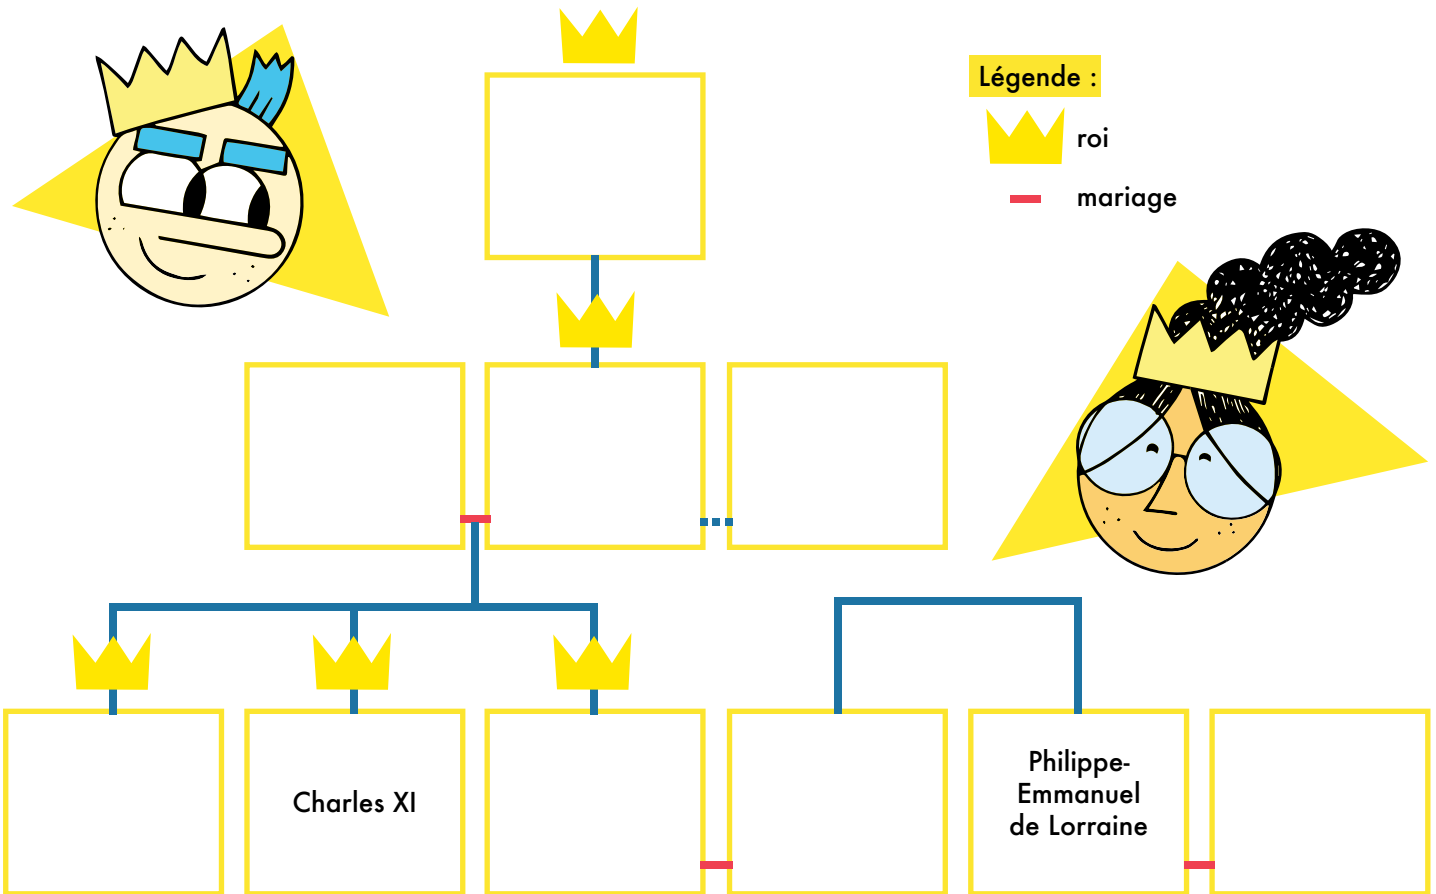 Légende :
roi
mariage
Charles XI
Philippe-
Emmanuel
de Lorraine